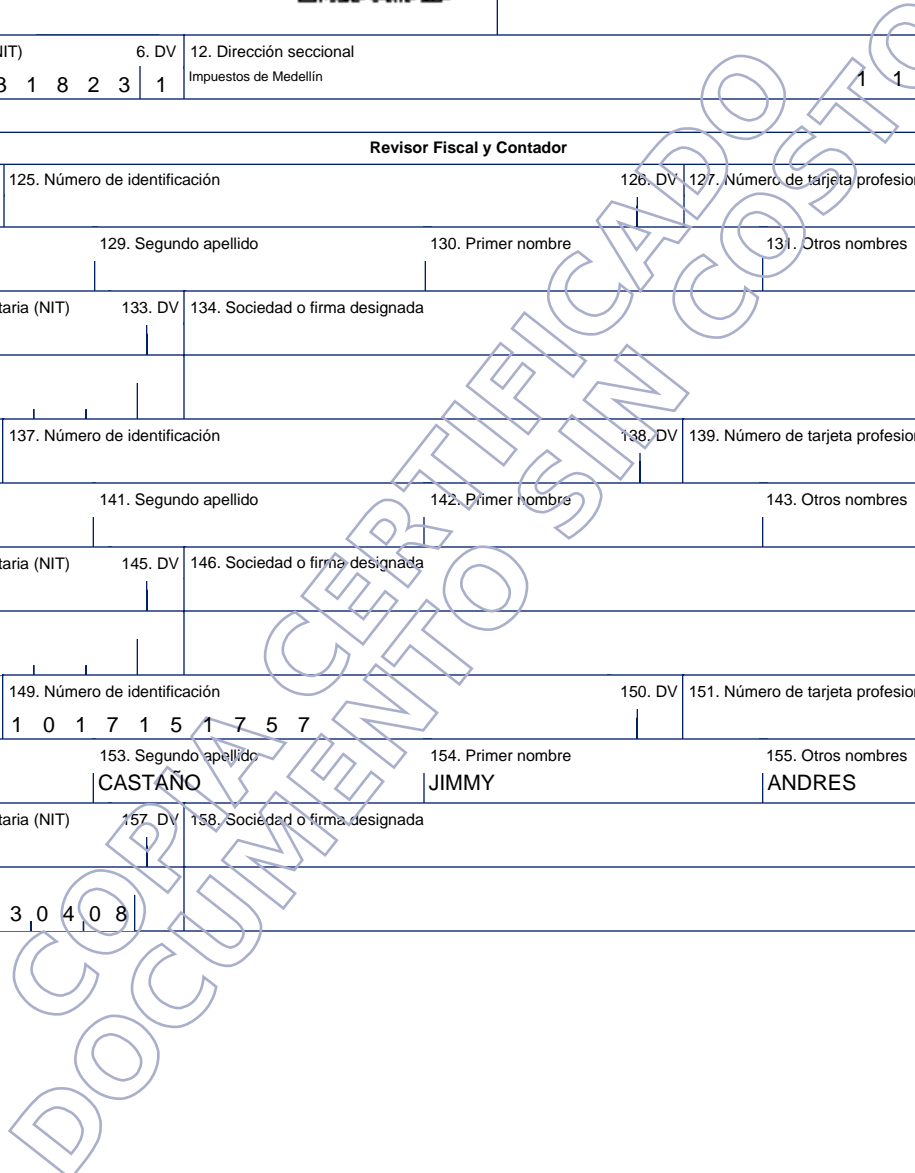 NIT) 6. DV 12. Dirección seccional
3 1 8 2 3 1 Impuestos de Medellín 1 1
Revisor Fiscal y Contador
125. Número de identificación 126. DV 127. Número de tarjeta profesion
129. Segundo apellido 130. Primer nombre 131. Otros nombres
taria (NIT) 133. DV 134. Sociedad o firma designada
137. Número de identificación 138. DV 139. Número de tarjeta profesion
141. Segundo apellido 142. Primer nombre 143. Otros nombres
taria (NIT) 145. DV 146. Sociedad o firma designada
149. Número de identificación 150. DV 151. Número de tarjeta profesion
1 0 1 7 1 5 1 7 5 7
153. Segundo apellido 154. Primer nombre 155. Otros nombres
CASTAÑO JIMMY ANDRES
taria (NIT) 157. DV 158. Sociedad o firma designada
3 0 4 0 8
COPIA CERTIFICADO
DOCUMENTO SIN COSTO